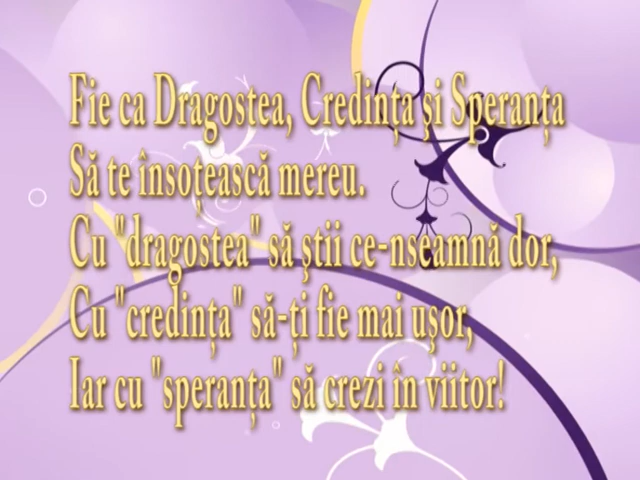 Fie ca Dragostea, Credința și Speranța
Să te însoțească mereu.
Cu "dragostea" să știi ce-nseamnă dor,
Cu "credința" să-ți fie mai ușor,
Iar cu "speranța" să crezi în viitor!